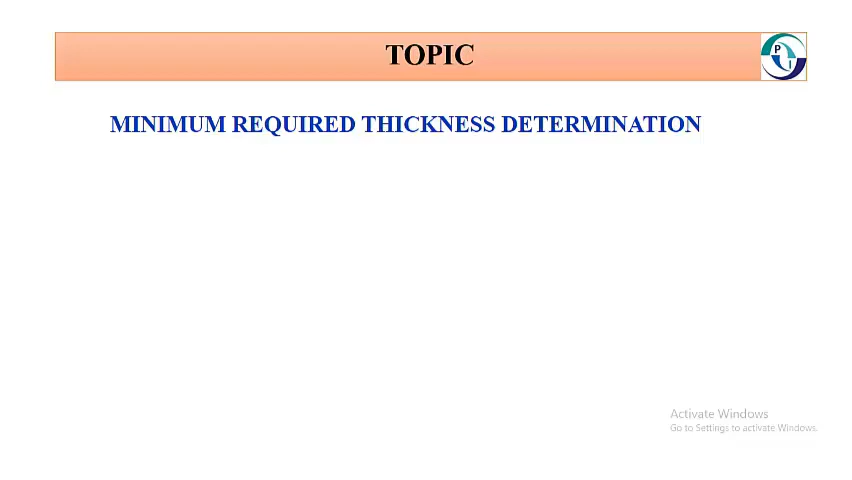 TOPIC
P
I
MINIMUM REQUIRED THICKNESS DETERMINATION
Activate Windows
Go to Settings to activate Windows.